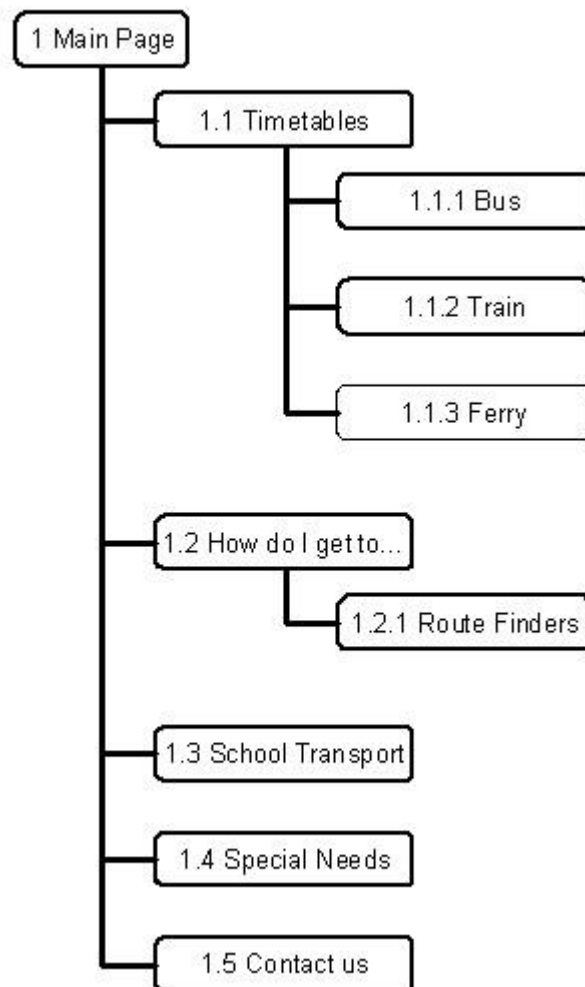 1 Main Page
1.1 Timetables
1.1.1 Bus
1.1.2 Train
1.1.3 Ferry
1.2 How do I get to...
1.2.1 Route Finders
1.3 School Transport
1.4 Special Needs
1.5 Contact us